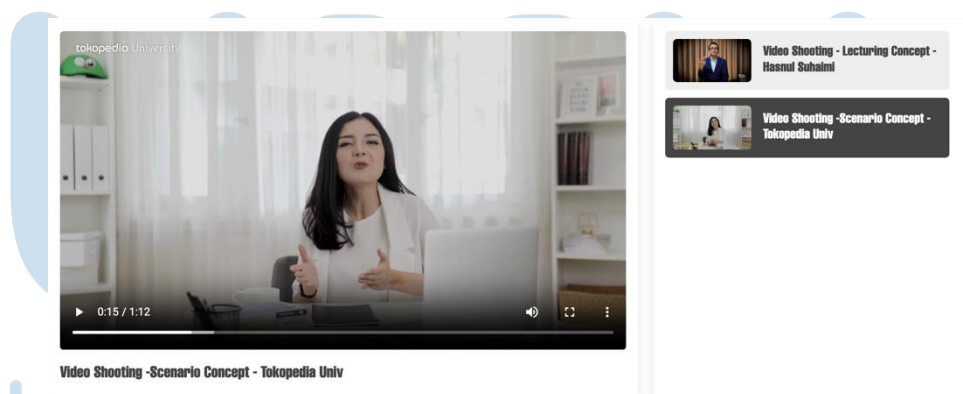 tokopedia University
0:15 / 1:12
Video Shooting -Scenario Concept - Tokopedia Univ
Video Shooting - Lecturing Concept -
Hasnul Suhaimi
Video Shooting -Scenario Concept -
Tokopedia Univ